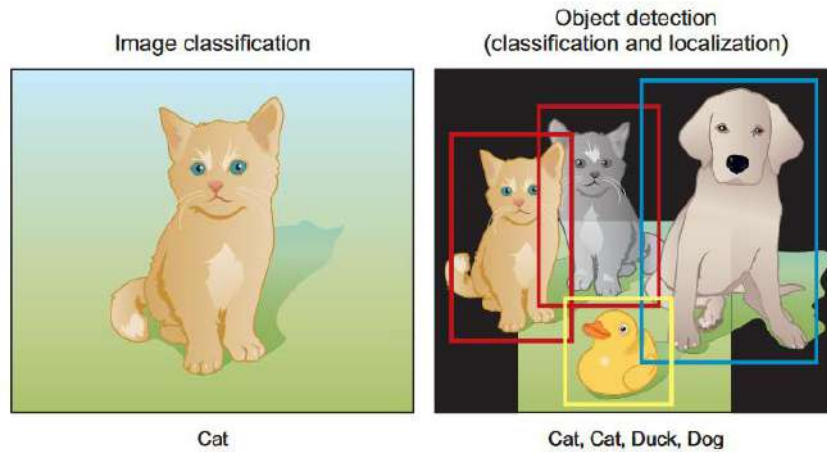 Image classification
Object detection
(classification and localization)
Cat
Cat, Cat, Duck, Dog